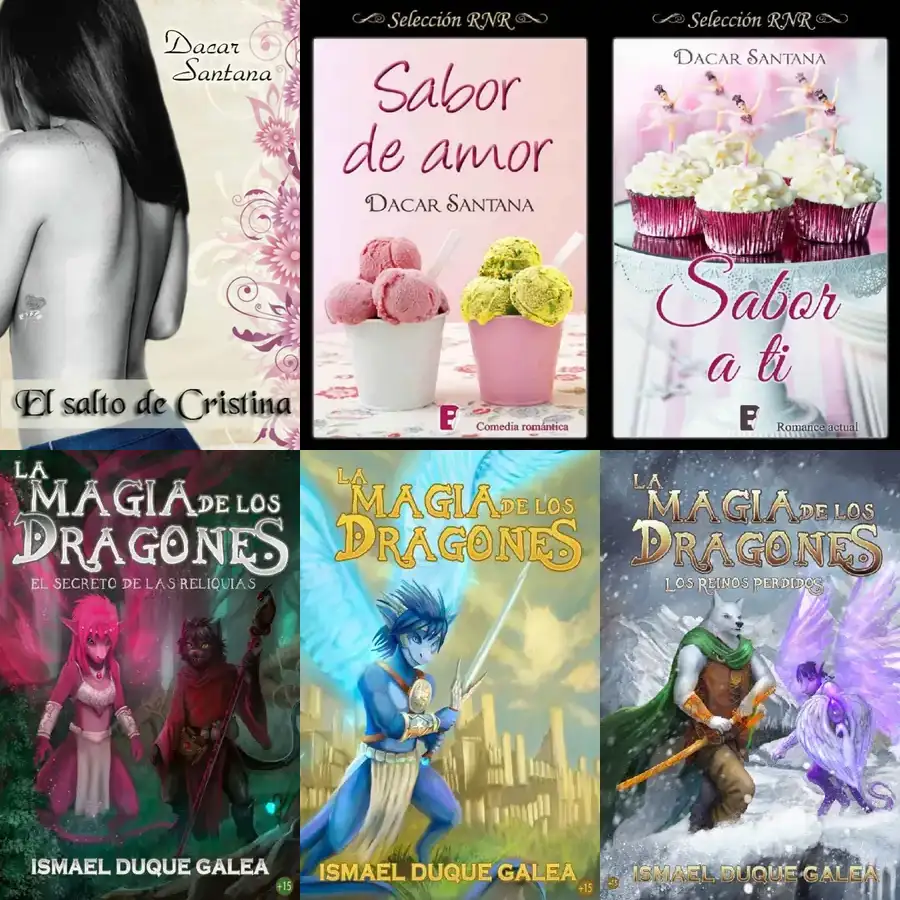 Dacar
Santana
El salto de Cristina
Selección RNR
Sabor
de amor
DACAR SANTANA
B
Comedia romántica
Selección RNR
DACAR SANTANA
Sabor
a ti
B
Romance actual
LA
MAGIA DE LOS
DRAGONES
EL SECRETO DE LAS RELIQUIAS
ISMAEL DUQUE GALEA
+15
LA
MAGIA DE LOS
DRAGONES
ISMAEL DUQUE GALEA
+15
LA
MAGIA DE LOS
DRAGONES
LOS REINOS PERDIDOS
ISMAEL DUQUE GALEA